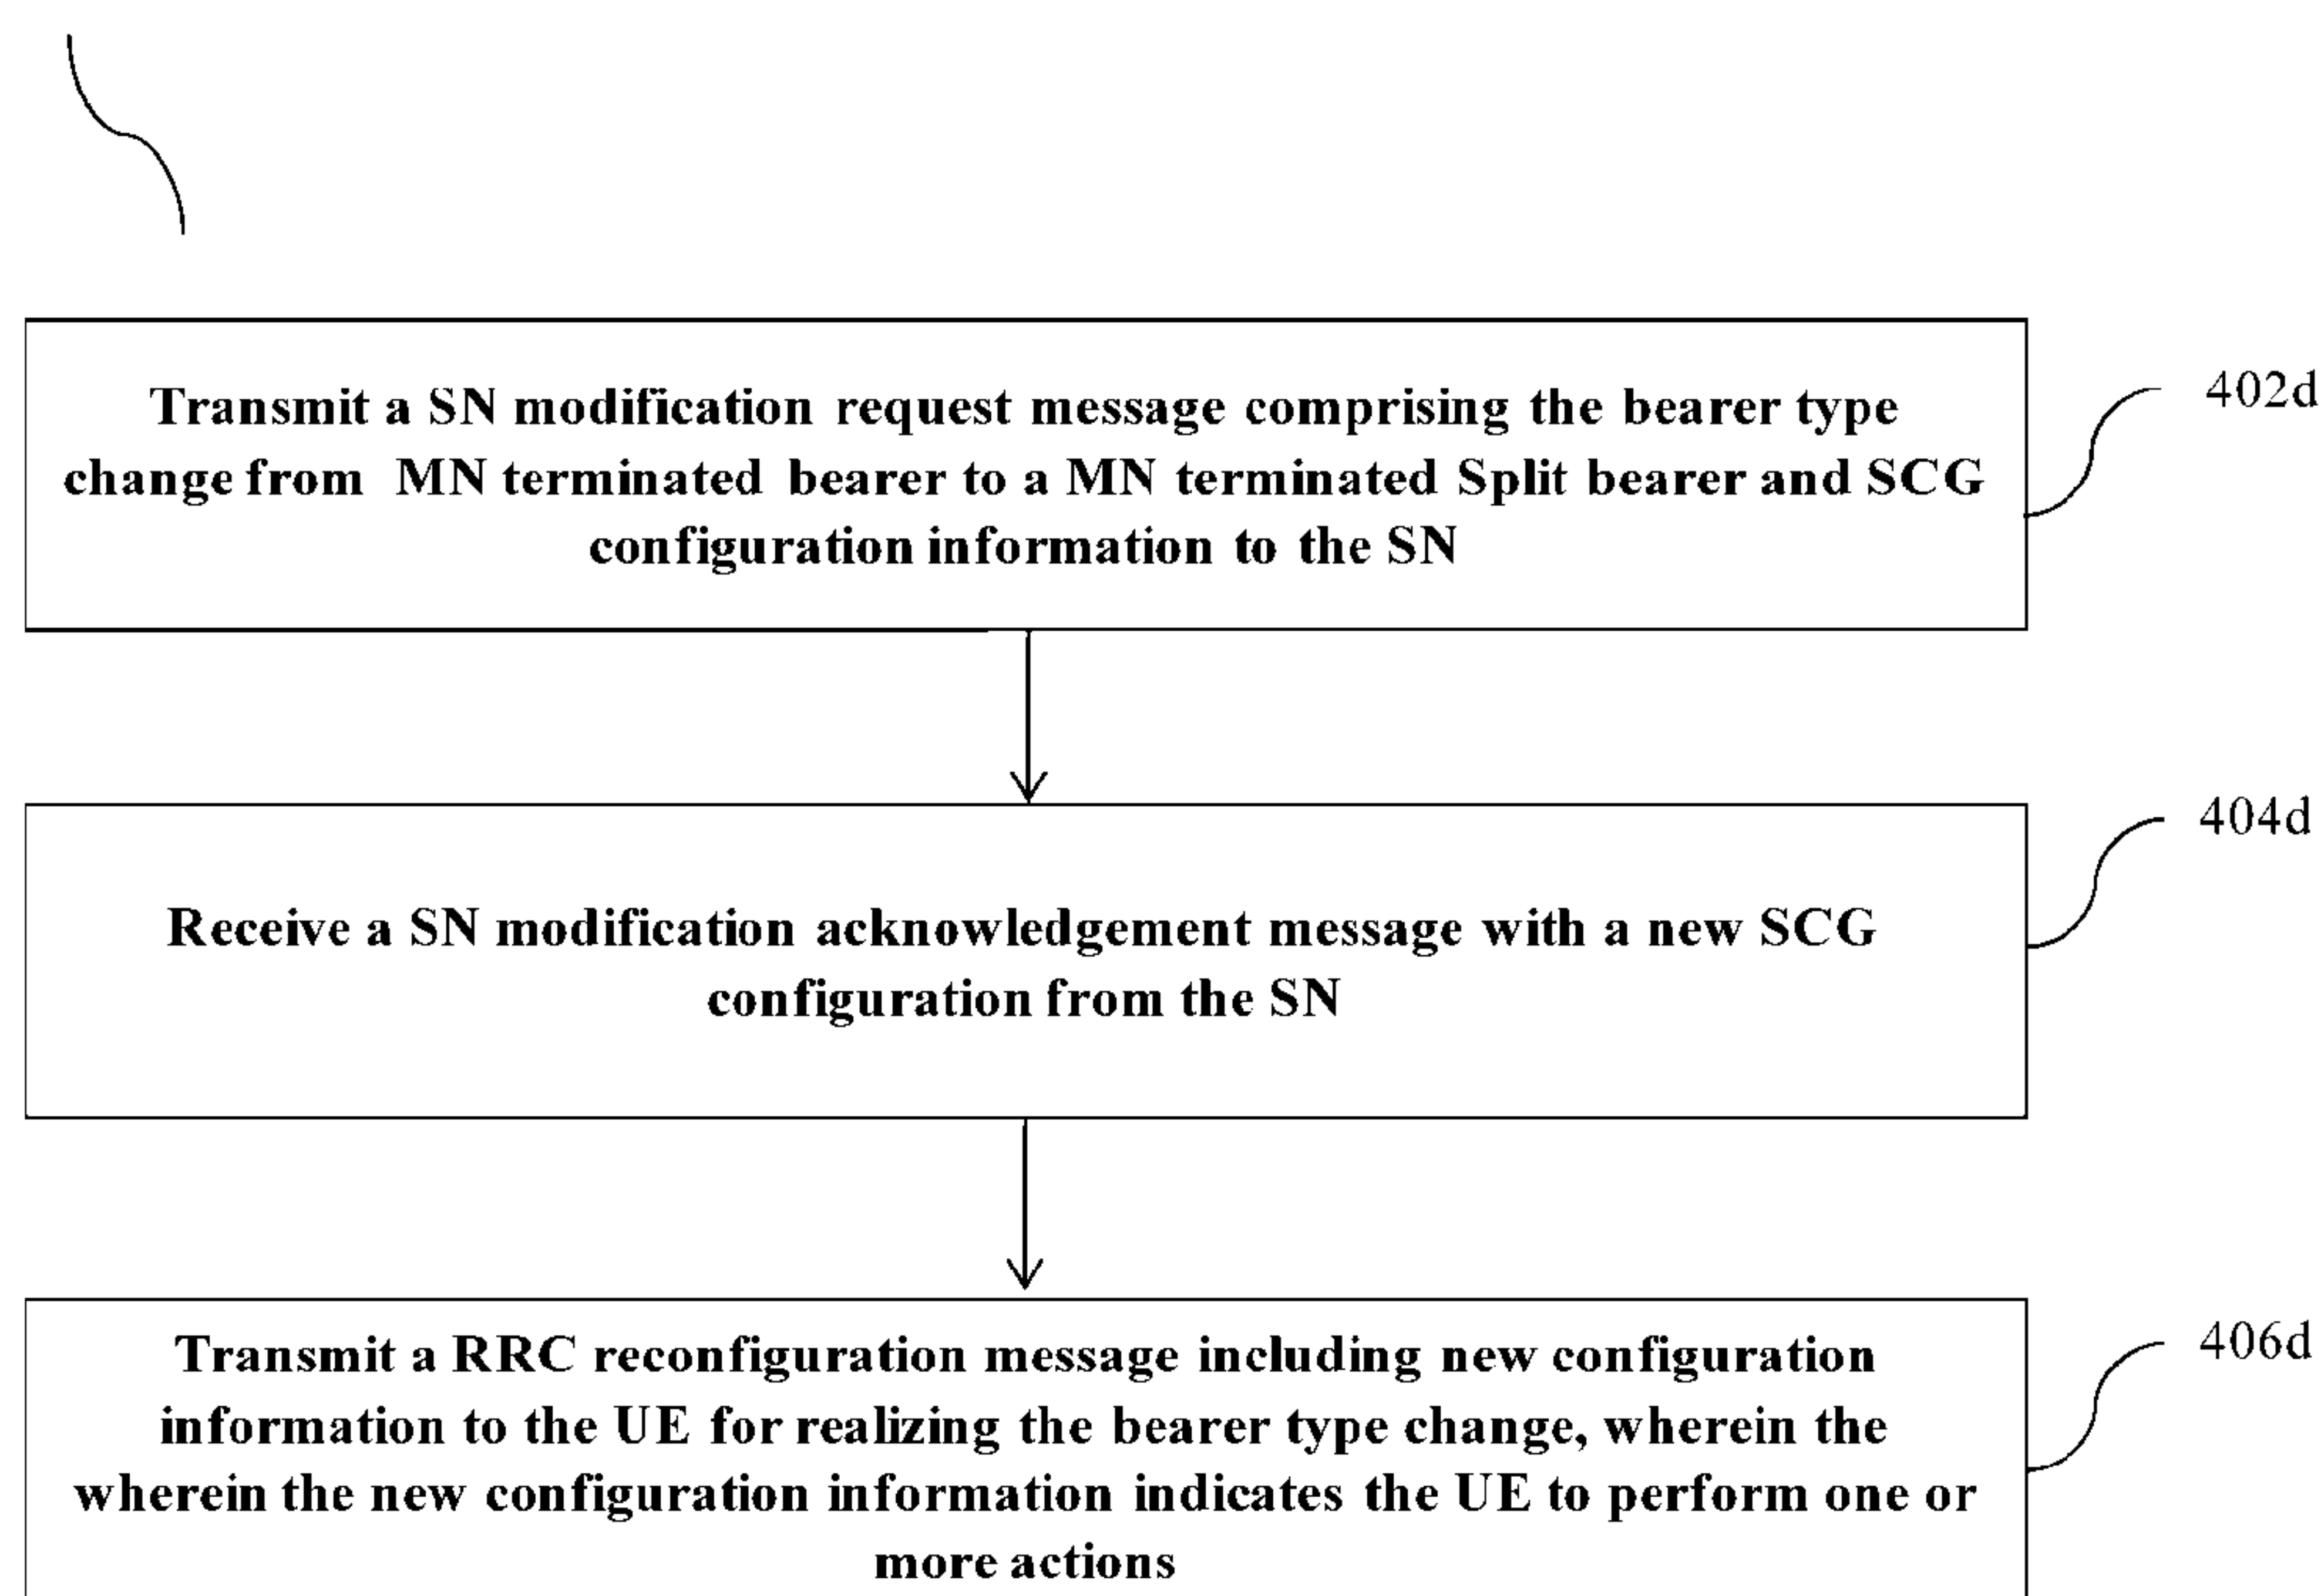 Transmit a SN modification request message comprising the bearer type
change from MN terminated bearer to a MN terminated Split bearer and SCG
configuration information to the SN
402d
Receive a SN modification acknowledgement message with a new SCG
configuration from the SN
404d
Transmit a RRC reconfiguration message including new configuration
information to the UE for realizing the bearer type change, wherein the
wherein the new configuration information indicates the UE to perform one or
more actions
406d